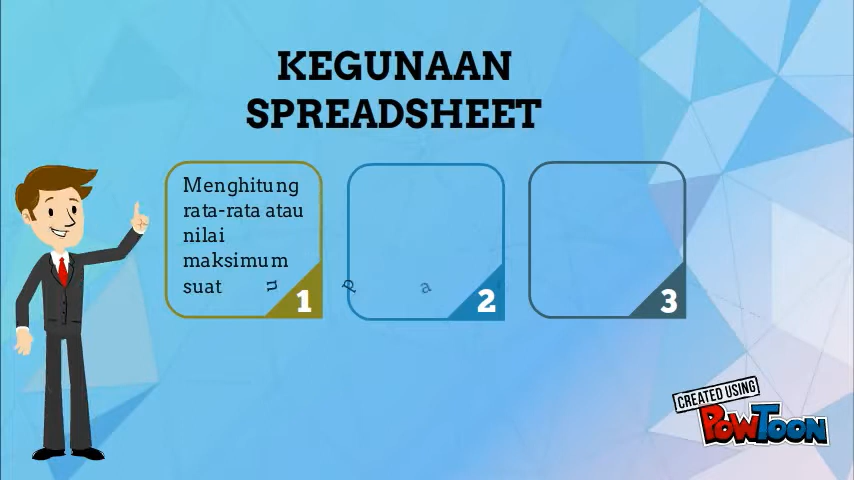 KEGUNAAN
SPREADSHEET
Menghitung
rata-rata atau
nilai
maksimum
suat u d a
1
2
3
CREATED USING
POWTOON